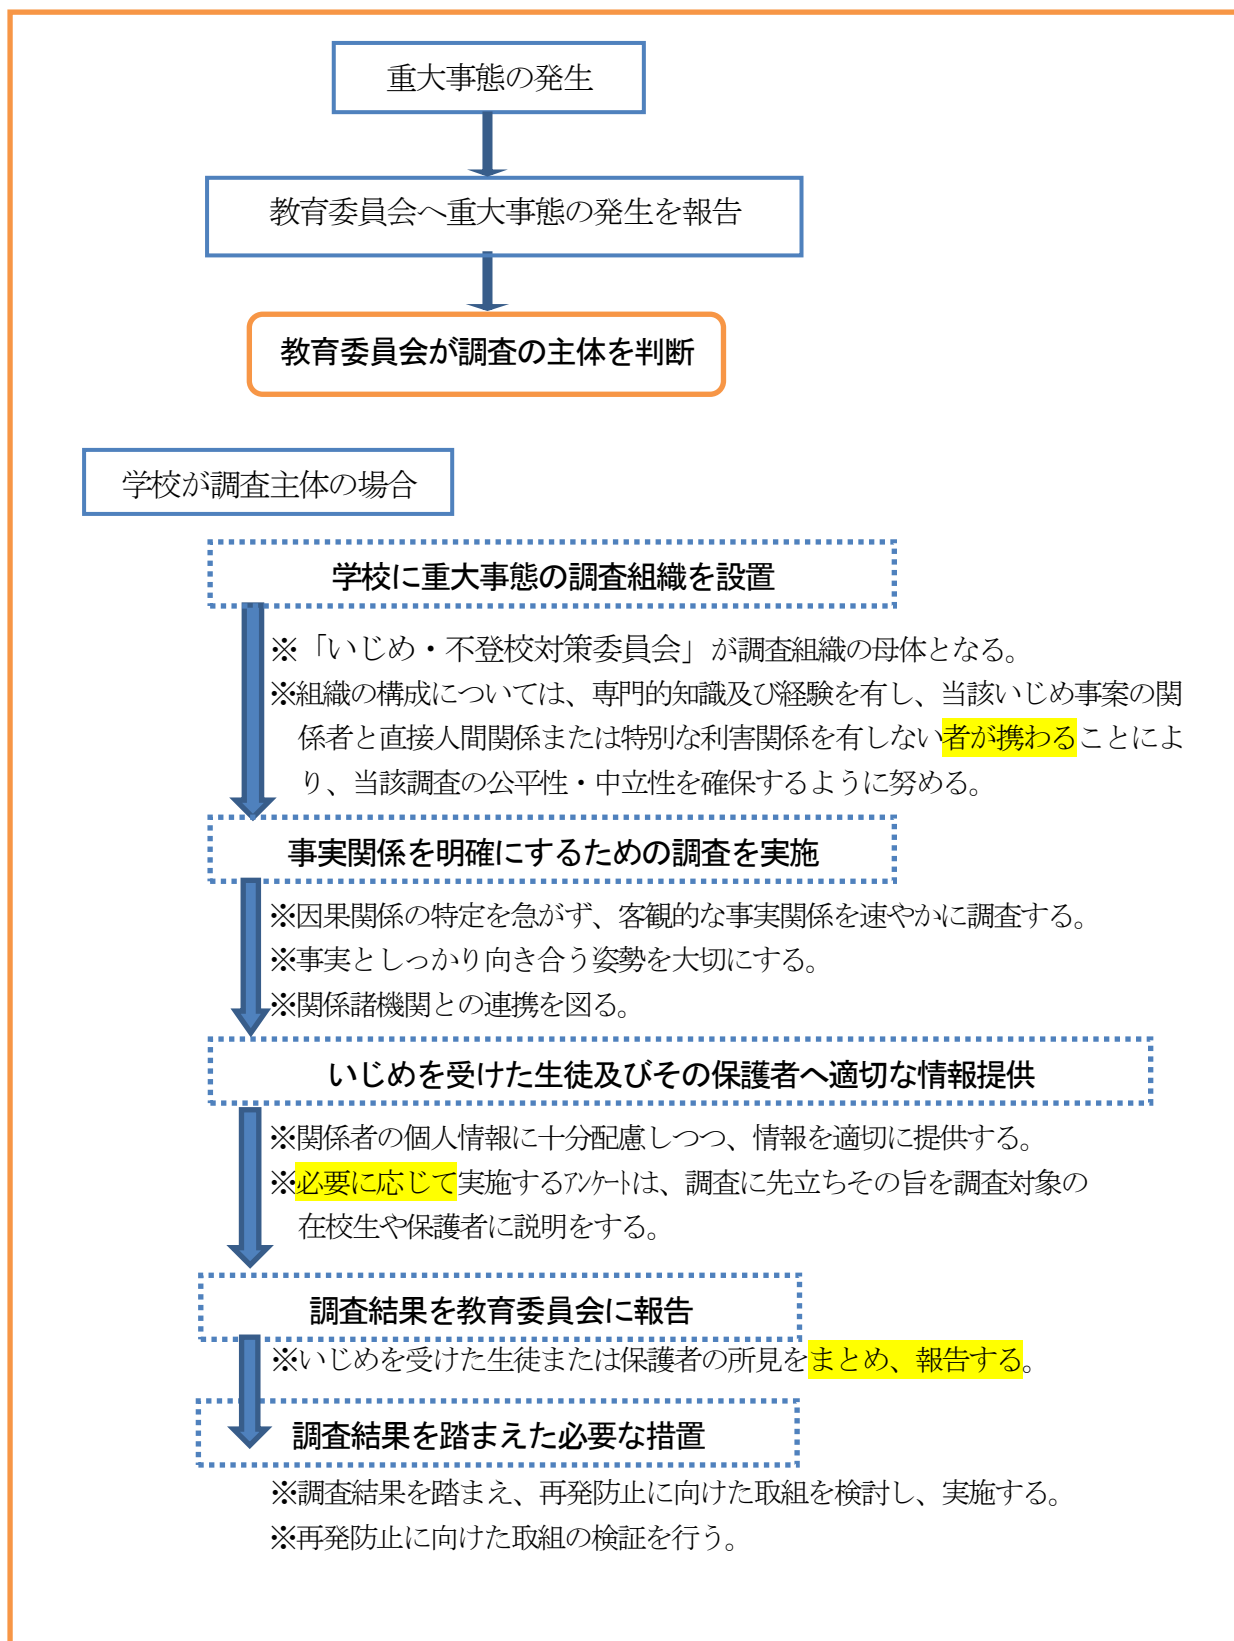 重大事態の発生
教育委員会へ重大事態の発生を報告
教育委員会が調査の主体を判断
学校が調査主体の場合
学校に重大事態の調査組織を設置
※「いじめ・不登校対策委員会」が調査組織の母体となる。
※組織の構成については、専門的知識及び経験を有し、当該いじめ事案の関
係者と直接人間関係または特別な利害関係を有しない者が携わることによ
り、当該調査の公平性・中立性を確保するように努める。
事実関係を明確にするための調査を実施
※因果関係の特定を急がず、客観的な事実関係を速やかに調査する。
※事実としっかり向き合う姿勢を大切にする。
※関係諸機関との連携を図る。
いじめを受けた生徒及びその保護者へ適切な情報提供
※関係者の個人情報に十分配慮しつつ、情報を適切に提供する。
※必要に応じて実施するｱﾝｹｰﾄは、調査に先立ちその旨を調査対象の
在校生や保護者に説明をする。
調査結果を教育委員会に報告
※いじめを受けた生徒または保護者の所見をまとめ、報告する。
調査結果を踏まえた必要な措置
※調査結果を踏まえ、再発防止に向けた取組を検討し、実施する。
※再発防止に向けた取組の検証を行う。